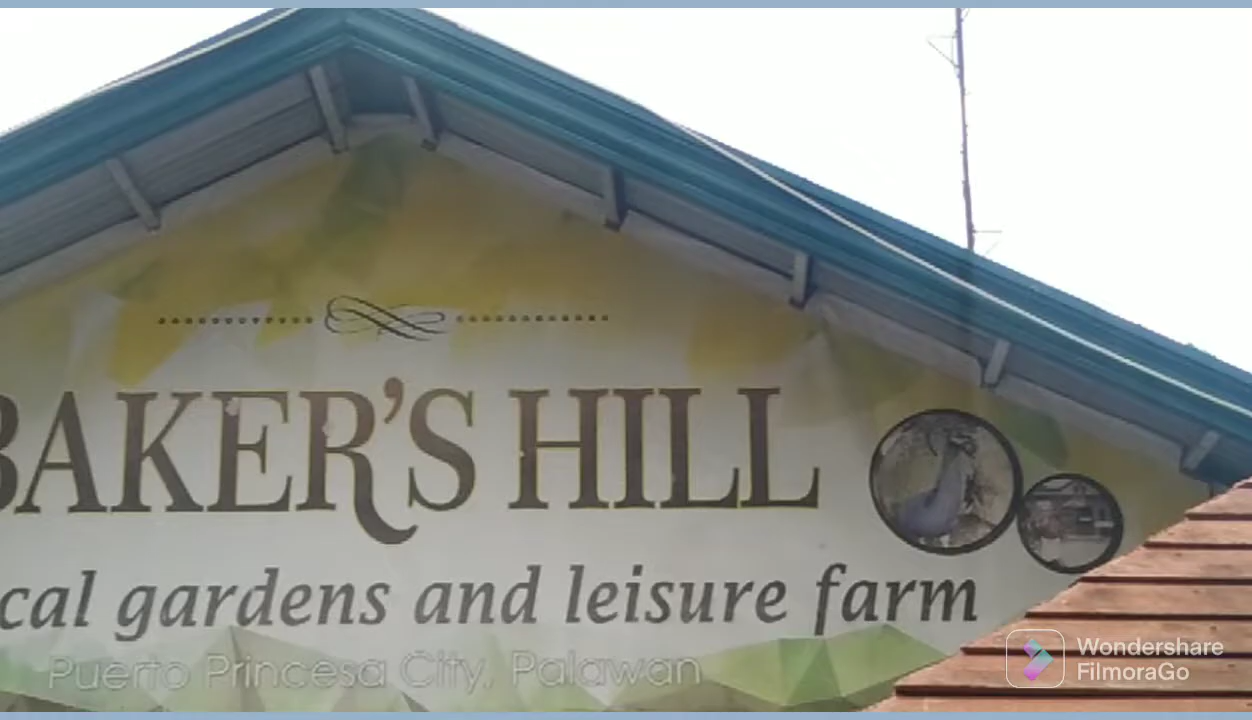 BAKER'S HILL
cal gardens and leisure farm
Puerto Princesa City, Palawan
Wondershare
FilmoraGo